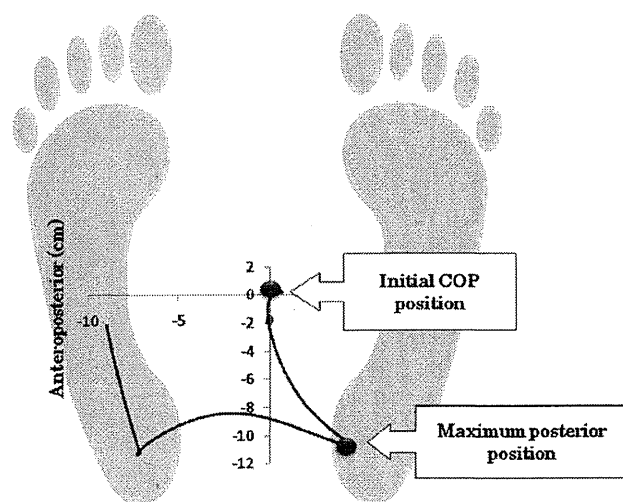 Anteroposterior (cm)
2
0
-10
-5
-2
-4
-6
-8
-10
-12
Initial COP
position
Maximum posterior
position